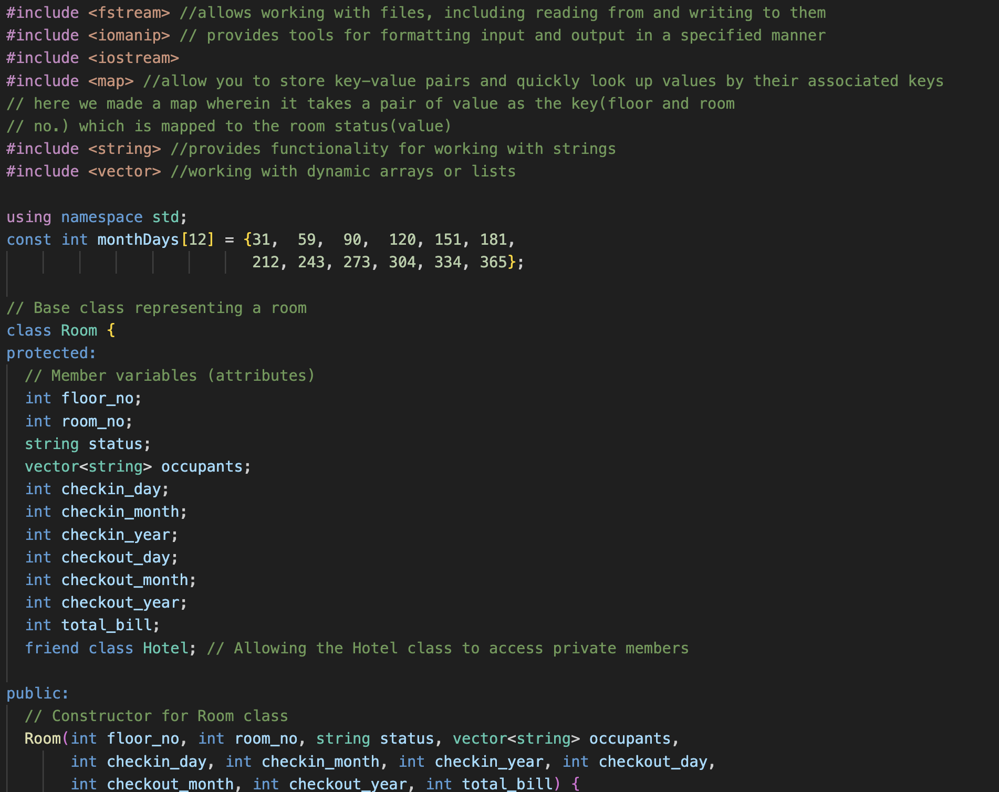 #include <fstream> //allows working with files, including reading from and writing to them
#include <iomanip> // provides tools for formatting input and output in a specified manner
#include <iostream>
#include <map> //allow you to store key-value pairs and quickly look up values by their associated keys
// here we made a map wherein it takes a pair of value as the key(floor and room
// no.) which is mapped to the room status(value)
#include <string> //provides functionality for working with strings
#include <vector> //working with dynamic arrays or lists

using namespace std;
const int monthDays[12] = {31,  59,  90,  120, 151, 181,
                           212, 243, 273, 304, 334, 365};

// Base class representing a room
class Room {
protected:
  // Member variables (attributes)
  int floor_no;
  int room_no;
  string status;
  vector<string> occupants;
  int checkin_day;
  int checkin_month;
  int checkin_year;
  int checkout_day;
  int checkout_month;
  int checkout_year;
  int total_bill;
  friend class Hotel; // Allowing the Hotel class to access private members

public:
  // Constructor for Room class
  Room(int floor_no, int room_no, string status, vector<string> occupants,
       int checkin_day, int checkin_month, int checkin_year, int checkout_day,
       int checkout_month, int checkout_year, int total_bill) {